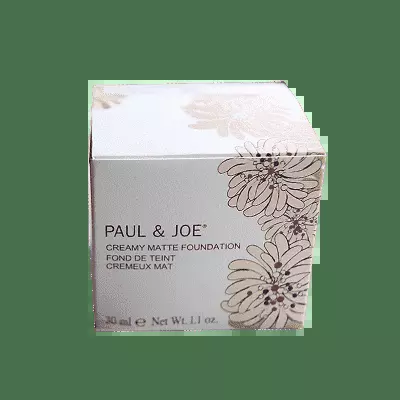 PAUL & JOE®
CREAMY MATTE FOUNDATION
FOND DE TEINT
CREMEUX MAT
30 ml ℮ Net Wt. 1.1 oz.